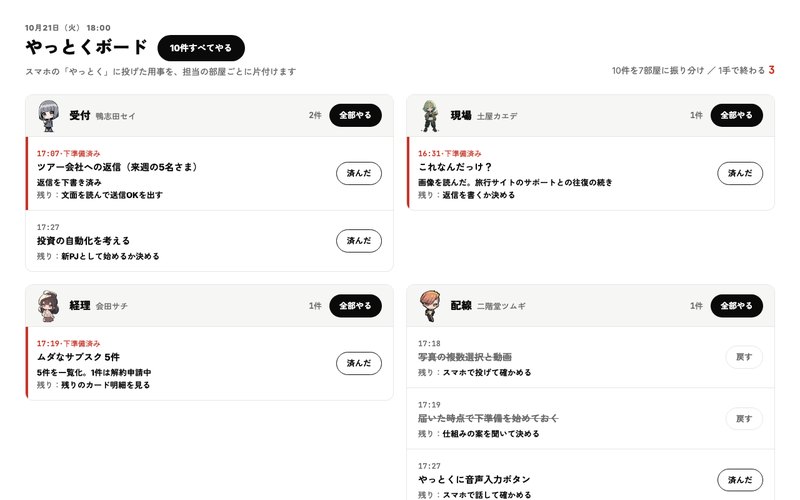 10月21日（火） 18:00
やっとくボード
10件すべてやる
スマホの「やっとく」に投げた用事を、担当の部屋ごとに片付けます
10件を7部屋に振り分け ／ 1手で終わる 3
受付 鴨志田セイ
2件
全部やる
17:07·下準備済み
ツアー会社への返信（来週の5名さま）
返信を下書き済み
残り：文面を読んで送信OKを出す
済んだ
17:27
投資の自動化を考える
残り：新PJとして始めるか決める
済んだ
現場 土屋カエデ
1件
全部やる
16:31·下準備済み
これなんだっけ？
画像を読んだ。旅行サイトのサポートとの往復の続き
残り：返信を書くか決める
済んだ
経理 会田サチ
1件
全部やる
17:19·下準備済み
ムダなサブスク 5件
5件を一覧化。1件は解約申請中
残り：残りのカード明細を見る
済んだ
配線 二階堂ツムギ
1件
全部やる
17:18
写真の複数選択と動画
残り：スマホで投げて確かめる
戻す
17:19
届いた時点で下準備を始めておく
残り：仕組みの案を聞いて決める
戻す
17:27
やっとくに音声入力ボタン
残り：スマホで話して確かめる
済んだ